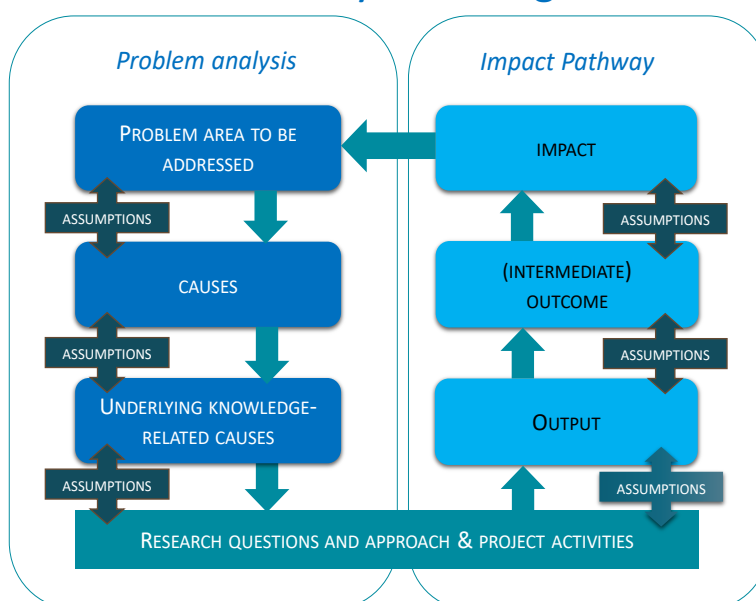 Problem analysis
Impact Pathway
PROBLEM AREA TO BE
ADDRESSED
IMPACT
ASSUMPTIONS
ASSUMPTIONS
CAUSES
(INTERMEDIATE)
OUTCOME
ASSUMPTIONS
ASSUMPTIONS
UNDERLYING KNOWLEDGE-
RELATED CAUSES
OUTPUT
ASSUMPTIONS
ASSUMPTIONS
RESEARCH QUESTIONS AND APPROACH & PROJECT ACTIVITIES